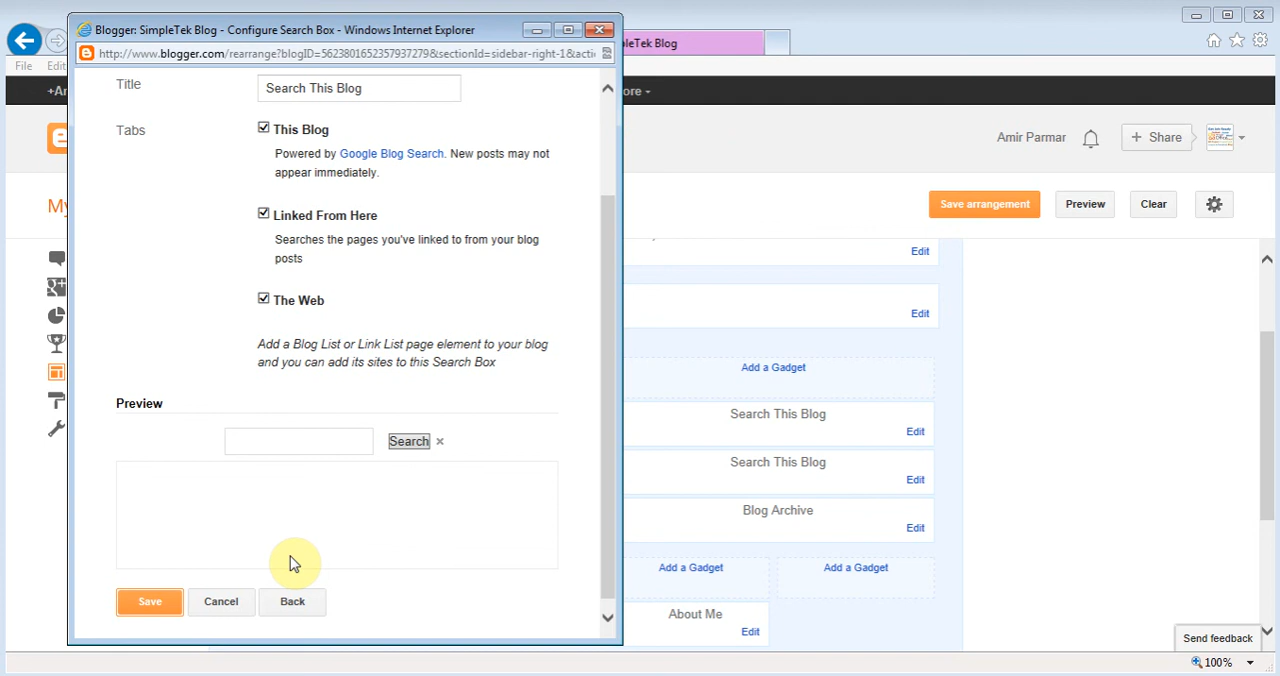 Blogger: SimpleTek Blog - Configure Search Box - Windows Internet Explorer
http://www.blogger.com/rearrange?blogID=5623801652357937279&sectionId=sidebar-right-1&actio
leTek Blog
File Edit
+A
ore
Title
Search This Blog
Tabs
This Blog
Powered by Google Blog Search. New posts may not
appear immediately.
Linked From Here
Searches the pages you've linked to from your blog
posts
The Web
Add a Blog List or Link List page element to your blog
and you can add its sites to this Search Box
Preview
Search ×
Save Cancel Back
Amir Parmar
+ Share
My
Save arrangement Preview Clear
Edit
Edit
Add a Gadget
Search This Blog
Edit
Search This Blog
Edit
Blog Archive
Edit
Add a Gadget Add a Gadget
About Me
Edit
Send feedback
100%